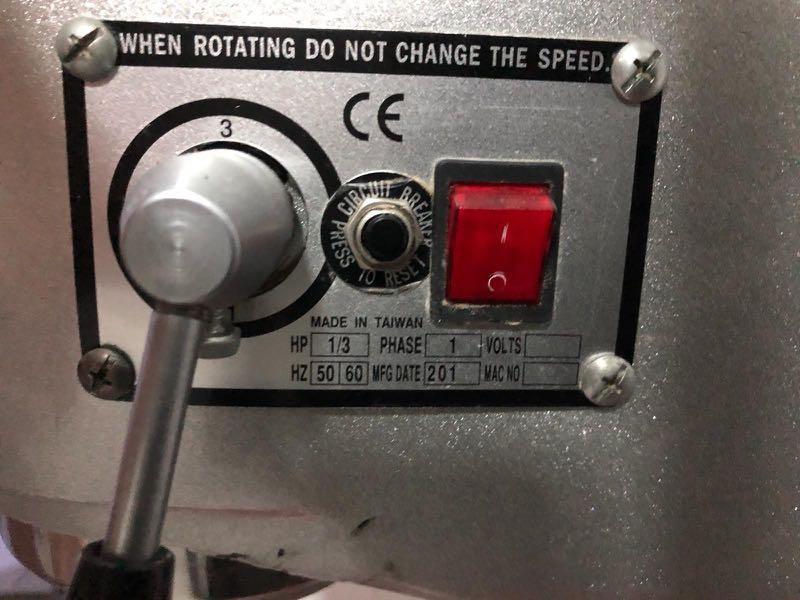 WHEN ROTATING DO NOT CHANGE THE SPEED.
CE
3
CIRCUIT BREAKER
PRESS TO RESET
1
MADE IN TAIWAN
HP 1/3 PHASE 1 VOLTS
HZ 50 60 MFG DATE 201 MAC NO